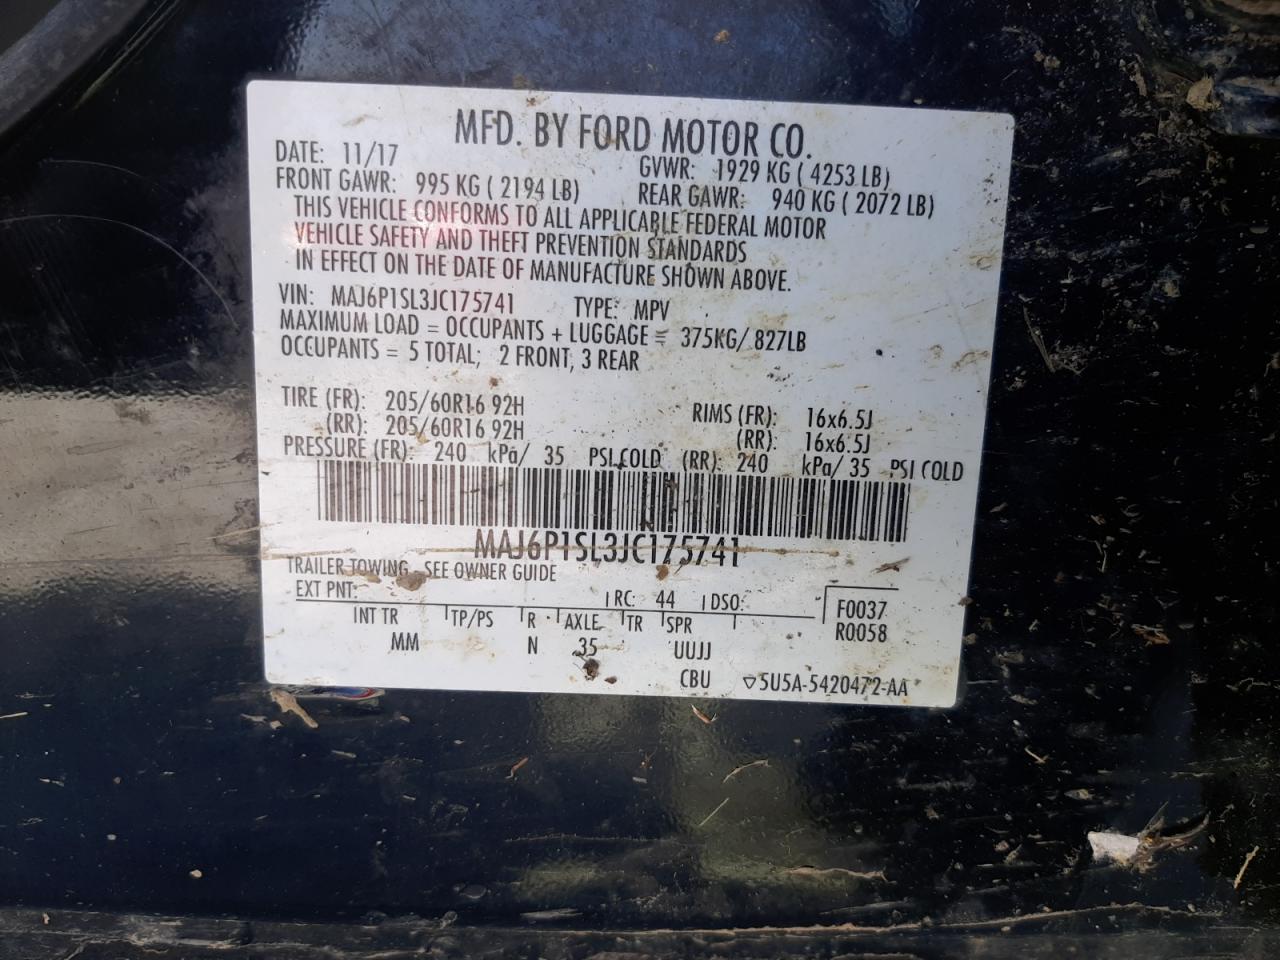 MFD. BY FORD MOTOR CO.
DATE: 11/17 GVWR: 1929 KG ( 4253 LB)
FRONT GAWR: 995 KG ( 2194 LB) REAR GAWR: 940 KG ( 2072 LB)
THIS VEHICLE CONFORMS TO ALL APPLICABLE FEDERAL MOTOR
VEHICLE SAFETY AND THEFT PREVENTION STANDARDS
IN EFFECT ON THE DATE OF MANUFACTURE SHOWN ABOVE.
VIN: MAJ6P1SL3JC175741 TYPE: MPV
MAXIMUM LOAD = OCCUPANTS + LUGGAGE = 375KG/ 827LB
OCCUPANTS = 5 TOTAL; 2 FRONT, 3 REAR
TIRE (FR): 205/60R16 92H RIMS (FR): 16x6.5J
(RR): 205/60R16 92H (RR): 16x6.5J
PRESSURE (FR): 240 kPa/ 35 PSI COLD (RR): 240 kPa/ 35 PSI COLD
MAJ6P1SL3JC175741
TRAILER TOWING - SEE OWNER GUIDE
EXT PNT: RC: 44 DSO: F0037
INT TR TP/PS R AXLE TR SPR R0058
MM N 35 UUJJ
CBU 5U5A-5420472-AA